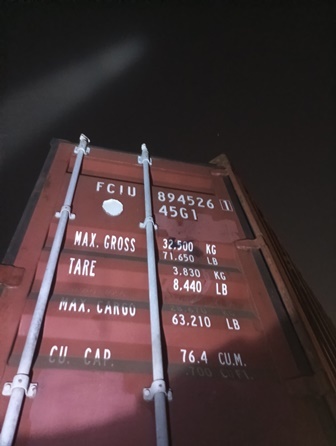 FCIU 894526 1
45G1
MAX. GROSS 32.500 KG
71.650 LB
TARE 3.830 KG
8.440 LB
MAX. CARGO
63.210 LB
CU. CAP. 76.4 CU.M.